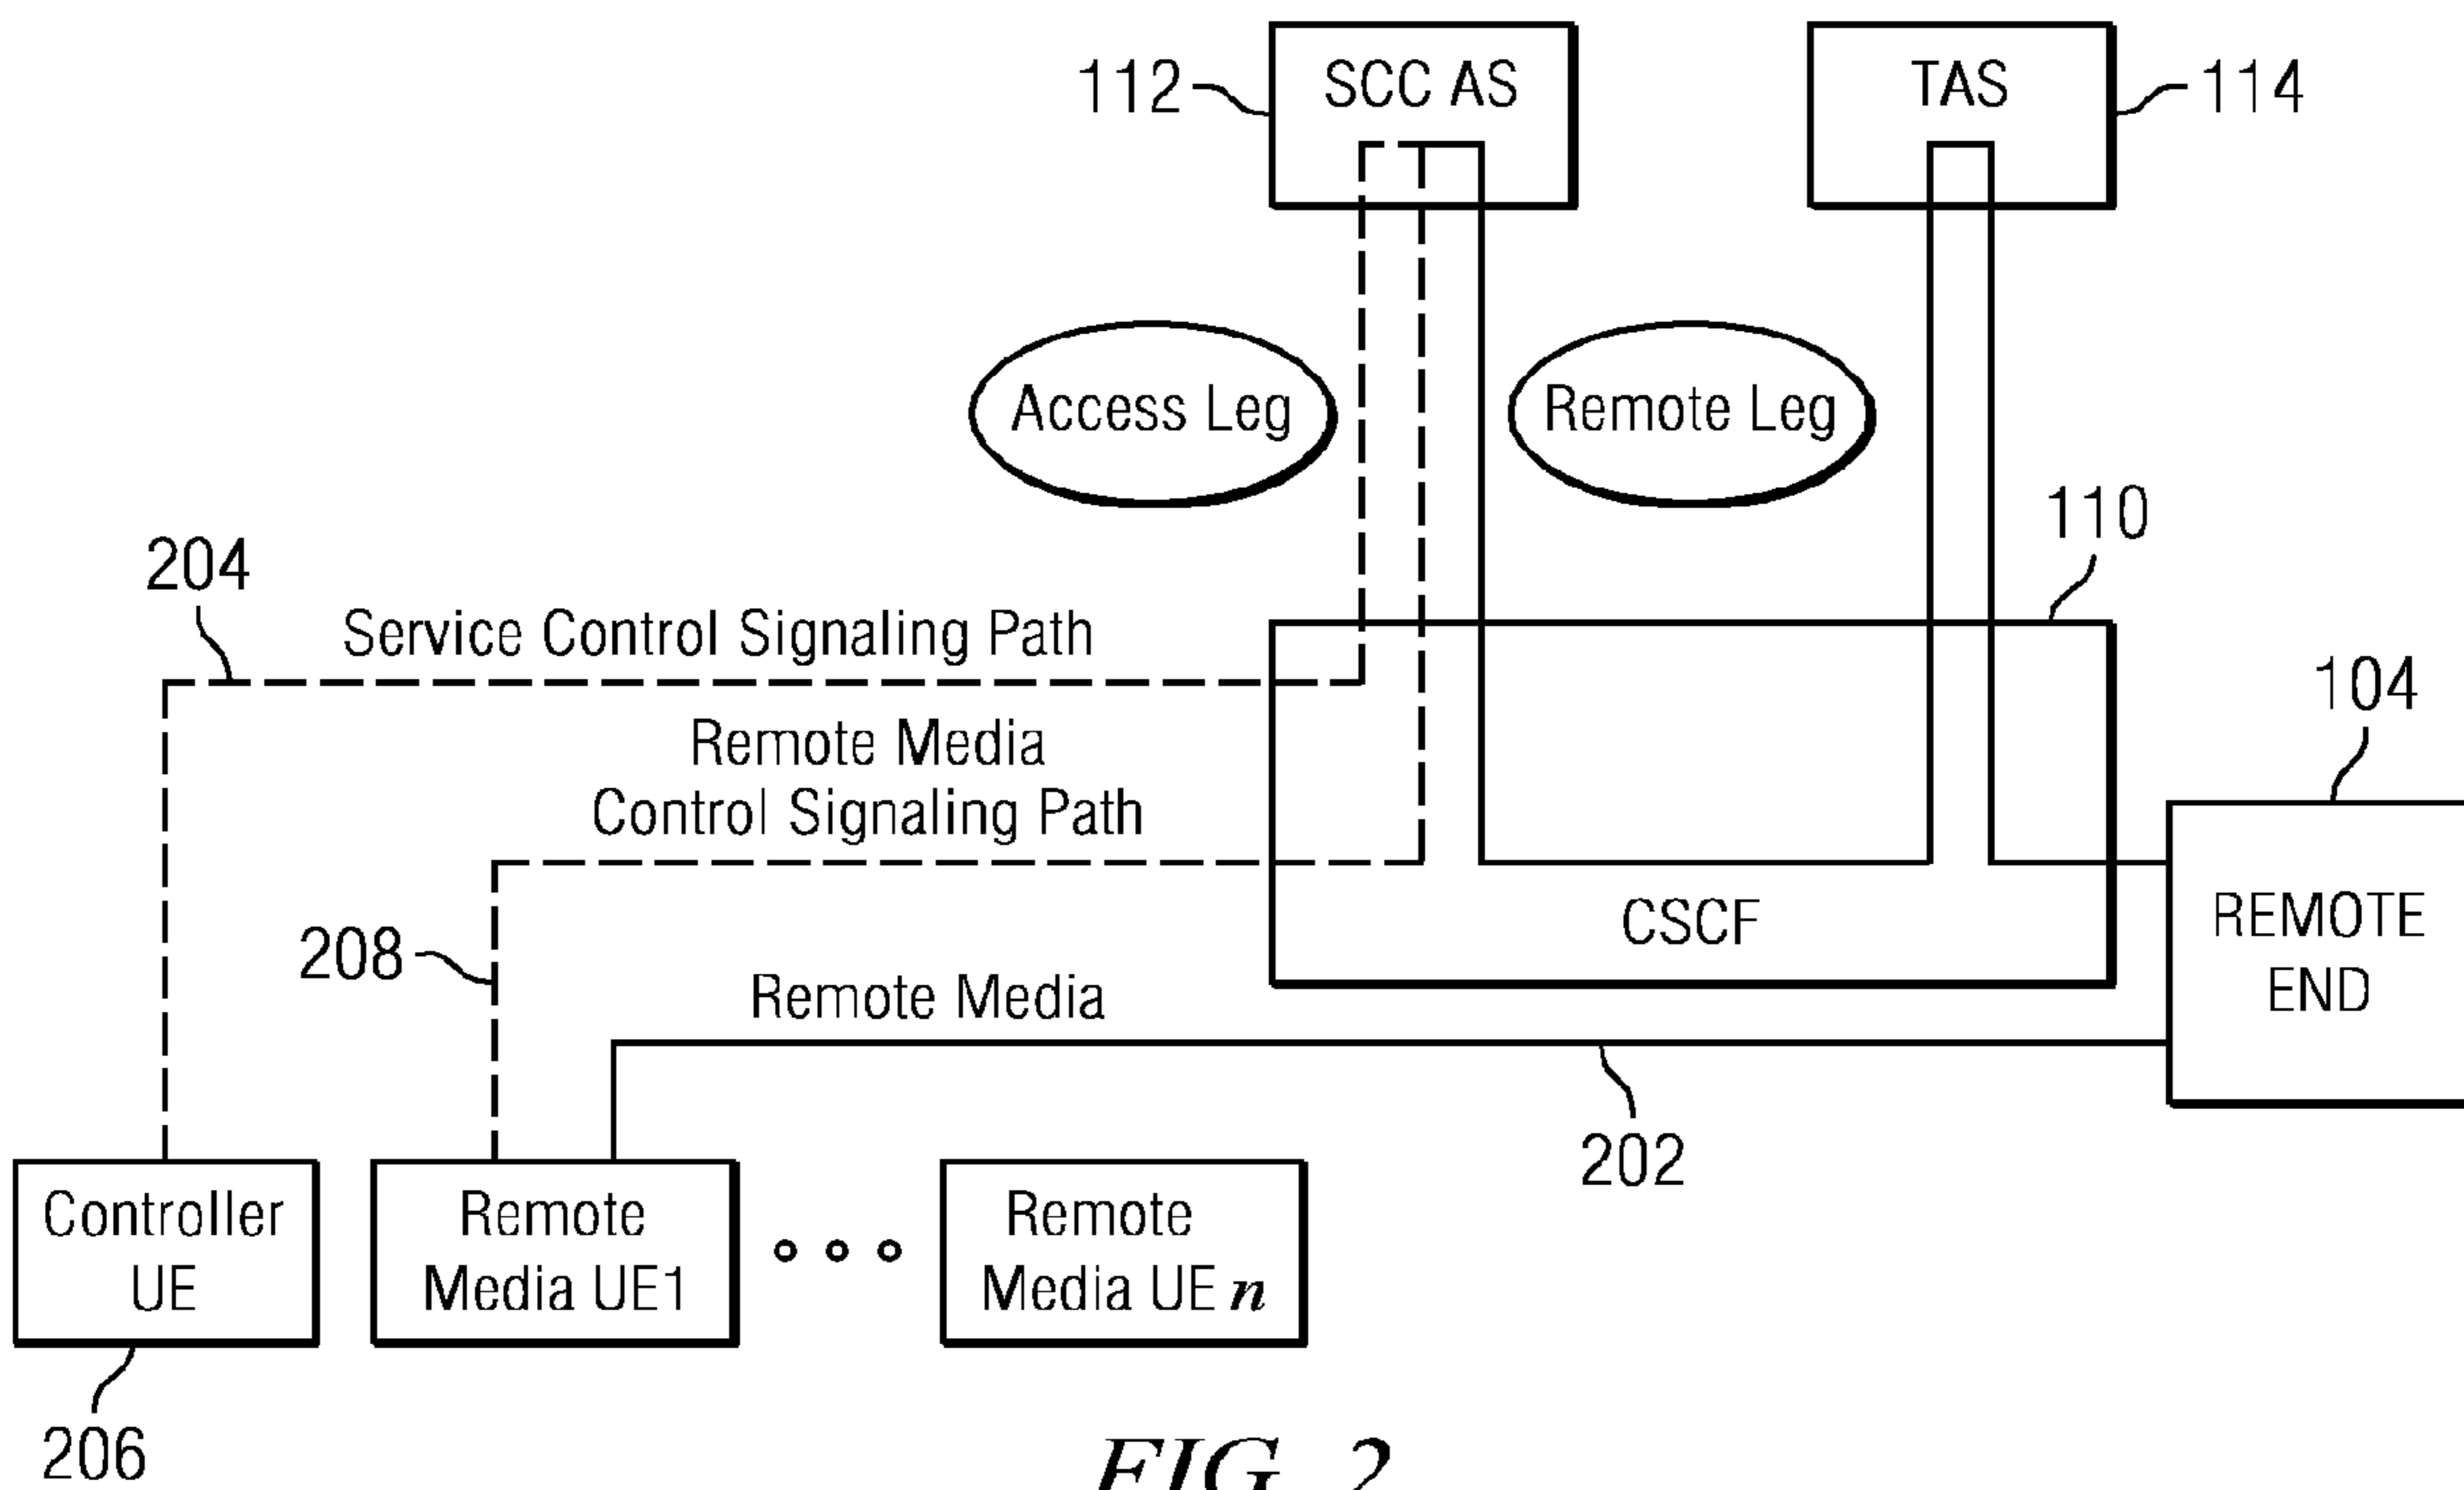 SCC AS
TAS
112
114
Access Leg
Remote Leg
110
204
Service Control Signaling Path
104
Remote Media
Control Signaling Path
REMOTE
END
CSCF
208
Remote Media
202
Controller
UE
Remote
Media UE1
Remote
Media UE n
206
FIG. 2